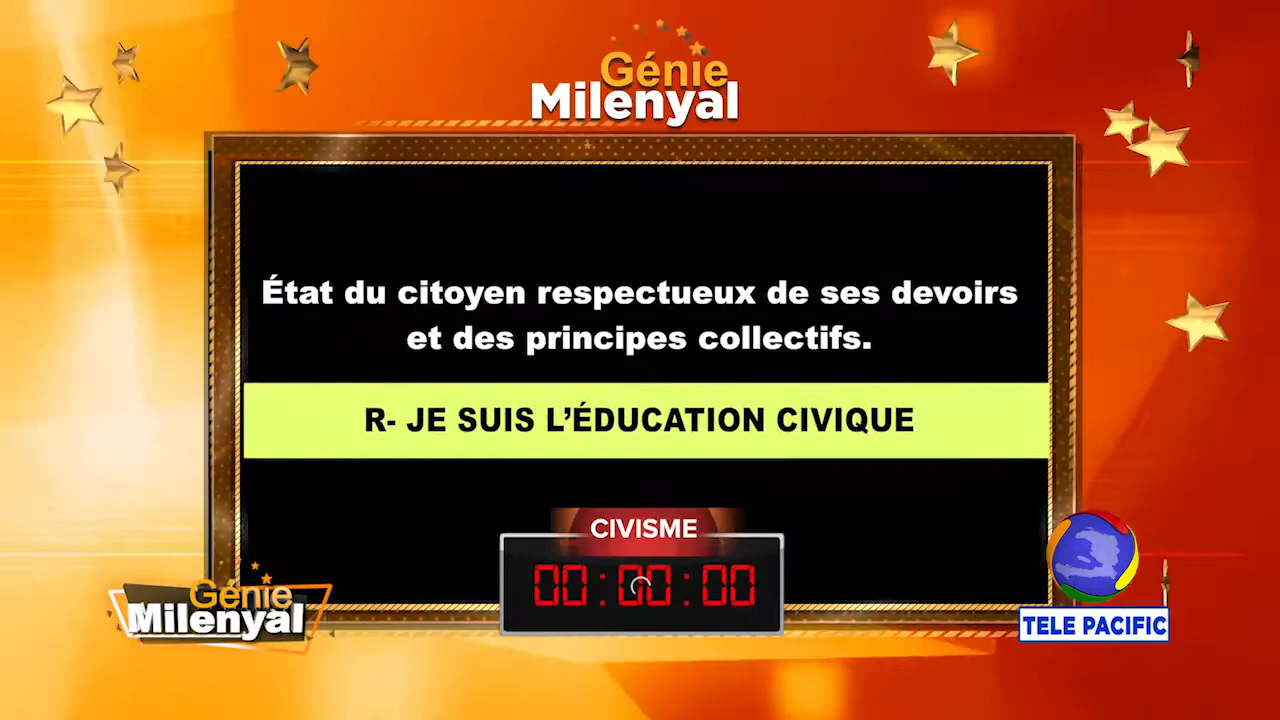 Génie
Milenyal
État du citoyen respectueux de ses devoirs
et des principes collectifs.
R- JE SUIS L’ÉDUCATION CIVIQUE
CIVISME
00:00:00
Génie
Milenyal
TELE PACIFIC